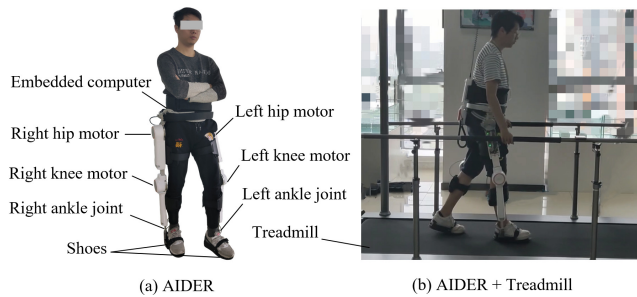 Embedded computer
Right hip motor
Right knee motor
Right ankle joint
Shoes
Left hip motor
Left knee motor
Left ankle joint
Treadmill
(a) AIDER
(b) AIDER + Treadmill